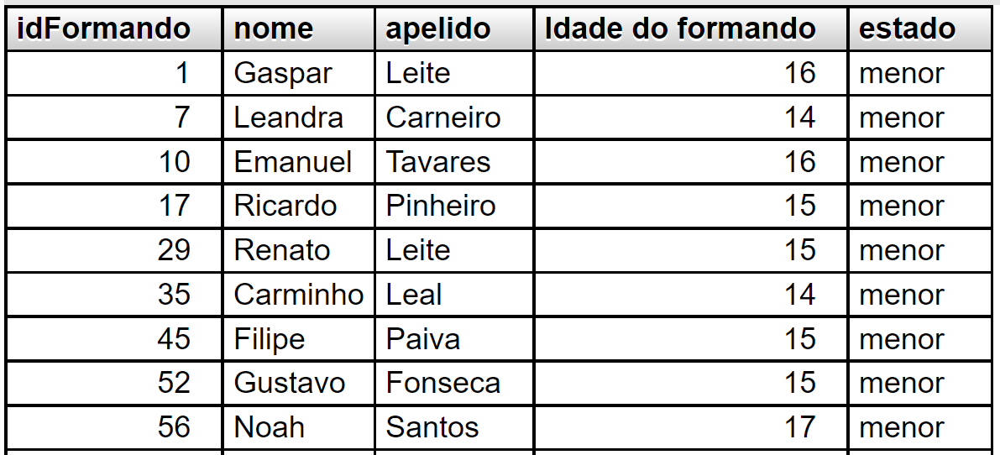 idFormando nome apelido Idade do formando estado
1 Gaspar Leite 16 menor
7 Leandra Carneiro 14 menor
10 Emanuel Tavares 16 menor
17 Ricardo Pinheiro 15 menor
29 Renato Leite 15 menor
35 Carminho Leal 14 menor
45 Filipe Paiva 15 menor
52 Gustavo Fonseca 15 menor
56 Noah Santos 17 menor